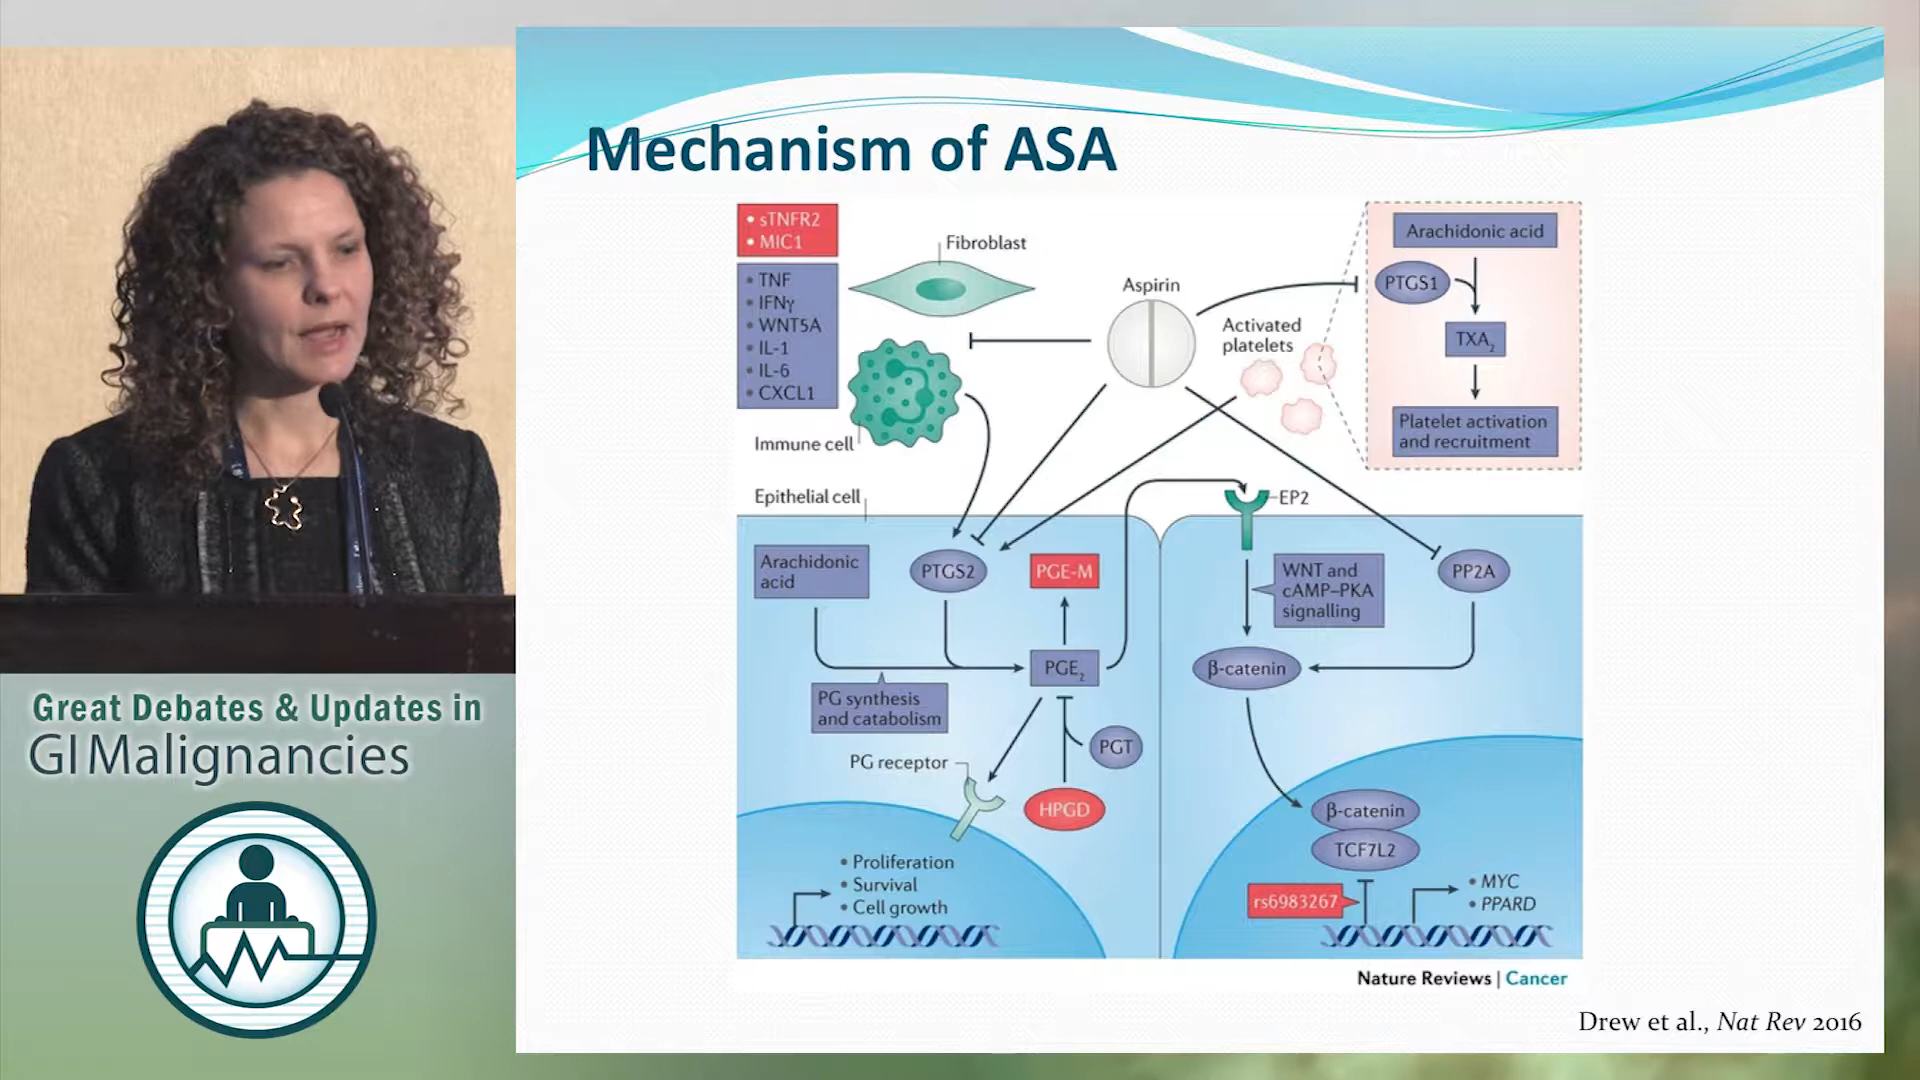 Mechanism of ASA
• sTNFR2
• MIC1
• TNF
• IFNγ
• WNT5A
• IL-1
• IL-6
• CXCL1
Fibroblast
Immune cell
Aspirin
Activated
platelets
Arachidonic acid
PTGS1
TXA₂
Platelet activation
and recruitment
Epithelial cell
EP2
Arachidonic
acid
PTGS2
PGE-M
WNT and
cAMP–PKA
signalling
PP2A
PGE₂
β-catenin
PG synthesis
and catabolism
PGT
PG receptor
HPGD
β-catenin
TCF7L2
• Proliferation
• Survival
• Cell growth
rs6983267
• MYC
• PPARD
Nature Reviews | Cancer
Drew et al., Nat Rev 2016
Great Debates & Updates in
GI Malignancies